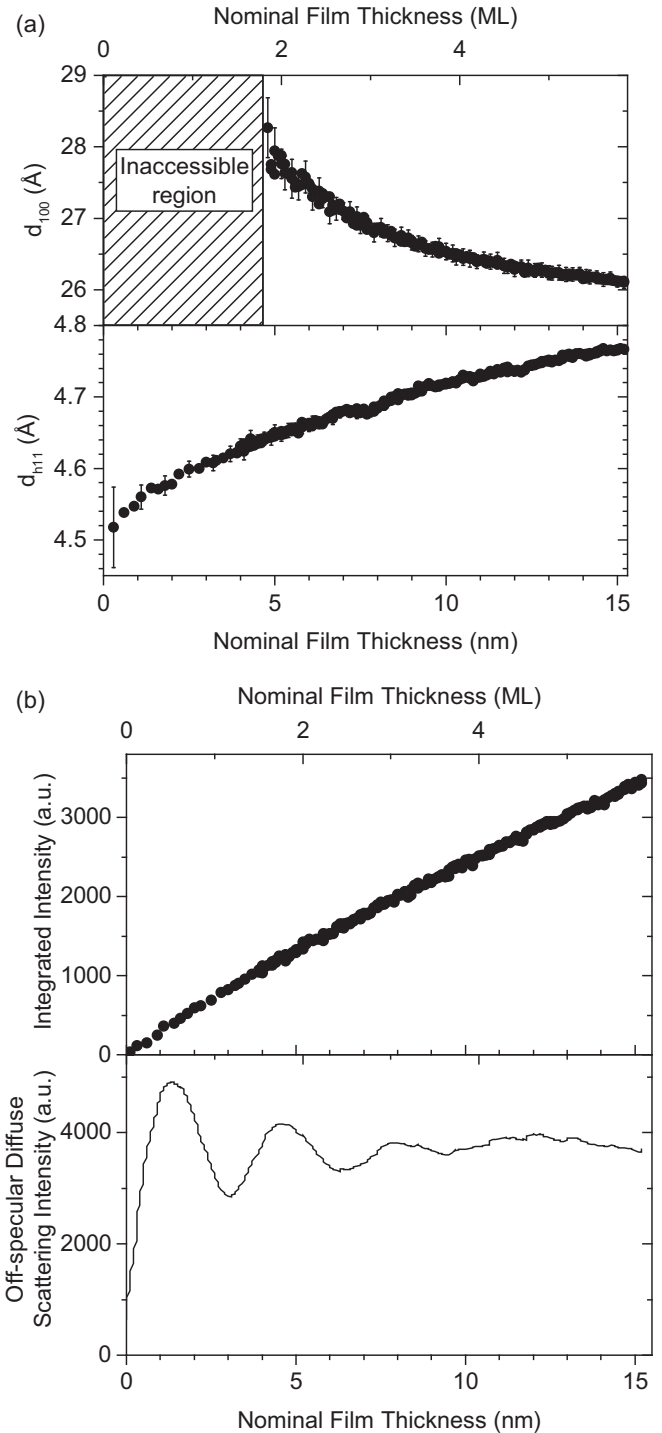 (a)
Nominal Film Thickness (ML)
0 2 4
29
28
27
26
d100 (Å)
Inaccessible
region
4.8
4.7
4.6
4.5
dh11 (Å)
0 5 10 15
Nominal Film Thickness (nm)
(b)
Nominal Film Thickness (ML)
0 2 4
3000
2000
1000
0
Integrated Intensity (a.u.)
4000
2000
0
Off-specular Diffuse
Scattering Intensity (a.u.)
0 5 10 15
Nominal Film Thickness (nm)